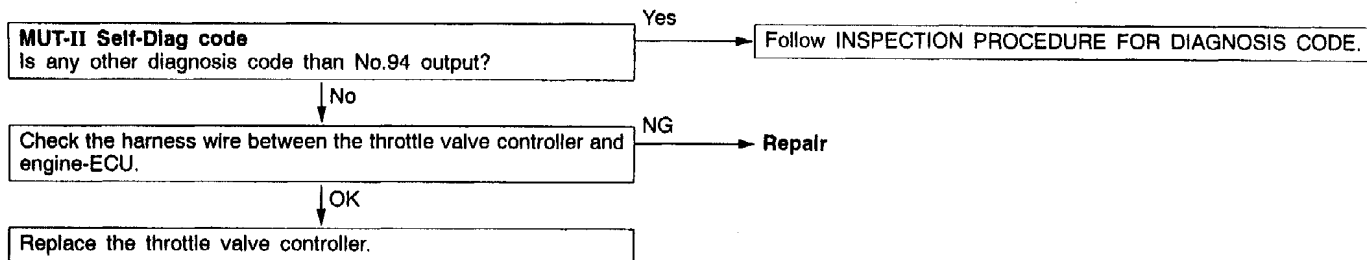 MUT-II Self-Diag code
Is any other diagnosis code than No.94 output?
Yes
Follow INSPECTION PROCEDURE FOR DIAGNOSIS CODE.
No
Check the harness wire between the throttle valve controller and
engine-ECU.
NG
Repair
OK
Replace the throttle valve controller.